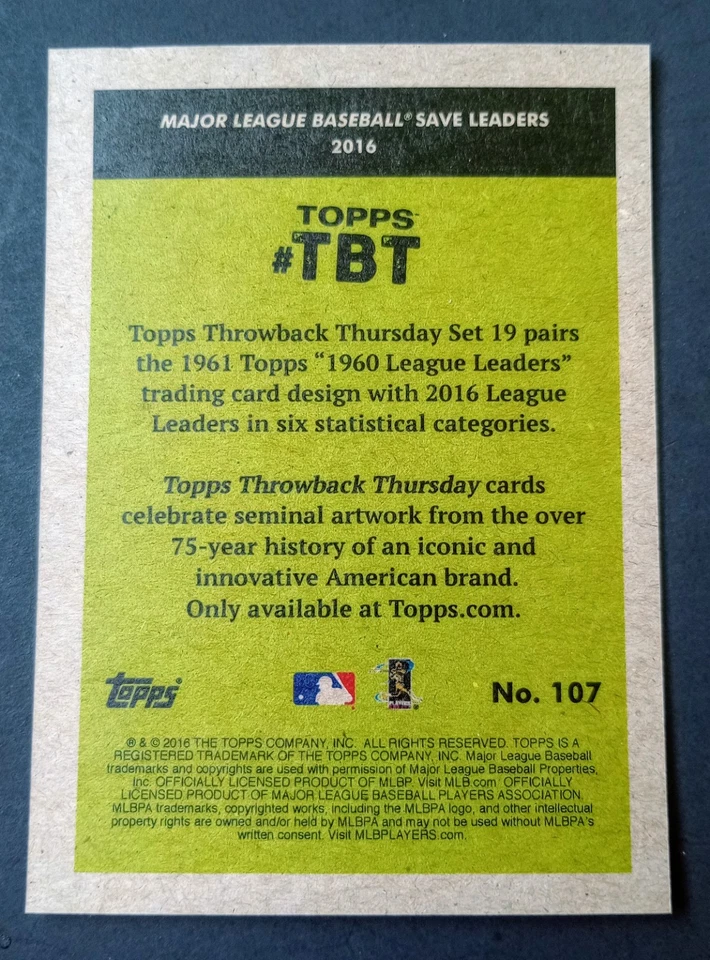 MAJOR LEAGUE BASEBALL® SAVE LEADERS
2016
TOPPS™
#TBT
Topps Throwback Thursday Set 19 pairs
the 1961 Topps “1960 League Leaders”
trading card design with 2016 League
Leaders in six statistical categories.
Topps Throwback Thursday cards
celebrate seminal artwork from the over
75-year history of an iconic and
innovative American brand.
Only available at Topps.com.
Topps®
No. 107
® & © 2016 THE TOPPS COMPANY, INC. ALL RIGHTS RESERVED. TOPPS IS A
REGISTERED TRADEMARK OF THE TOPPS COMPANY, INC. Major League Baseball
trademarks and copyrights are used with permission of Major League Baseball Properties,
Inc. OFFICIALLY LICENSED PRODUCT OF MLBP. Visit MLB.com OFFICIALLY
LICENSED PRODUCT OF MAJOR LEAGUE BASEBALL PLAYERS ASSOCIATION
MLBPA trademarks, copyrighted works, including the MLBPA logo, and other intellectual
property rights are owned and/or held by MLBPA and may not be used without MLBPA's
written consent. Visit MLBPLAYERS.com.